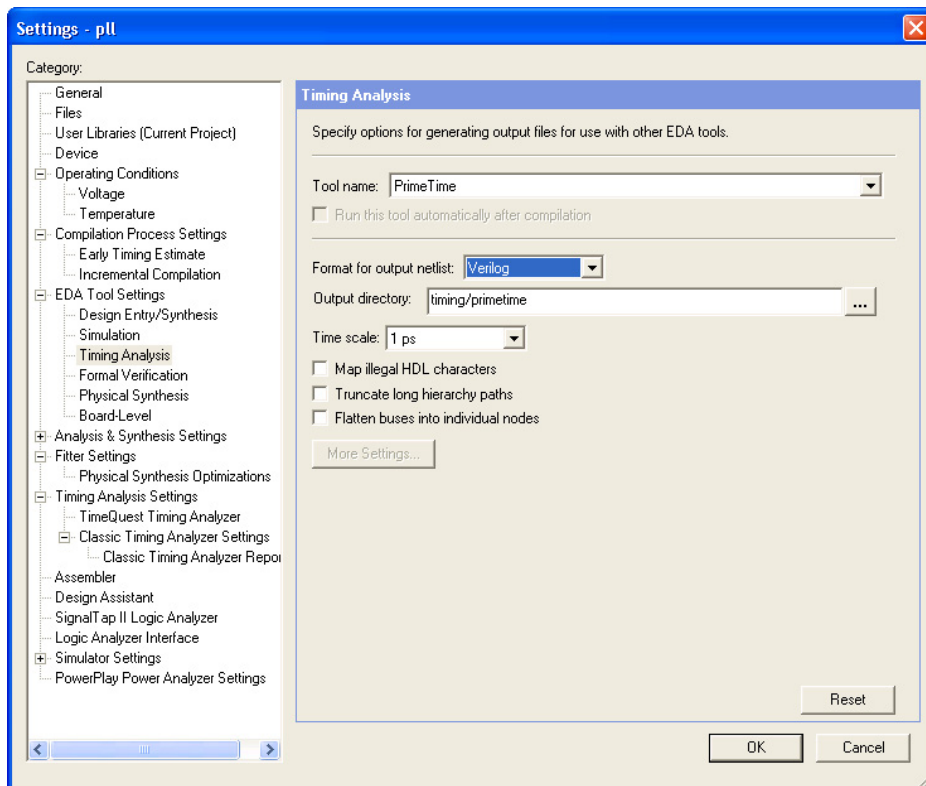 Settings - pll
Category:
General
Files
User Libraries (Current Project)
Device
Operating Conditions
Voltage
Temperature
Compilation Process Settings
Early Timing Estimate
Incremental Compilation
EDA Tool Settings
Design Entry/Synthesis
Simulation
Timing Analysis
Formal Verification
Physical Synthesis
Board-Level
Analysis & Synthesis Settings
Fitter Settings
Physical Synthesis Optimizations
Timing Analysis Settings
TimeQuest Timing Analyzer
Classic Timing Analyzer Settings
Classic Timing Analyzer Repor
Assembler
Design Assistant
SignalTap II Logic Analyzer
Logic Analyzer Interface
Simulator Settings
PowerPlay Power Analyzer Settings
Timing Analysis
Specify options for generating output files for use with other EDA tools.
Tool name: PrimeTime
Run this tool automatically after compilation
Format for output netlist: Verilog
Output directory: timing/primetime ...
Time scale: 1 ps
Map illegal HDL characters
Truncate long hierarchy paths
Flatten buses into individual nodes
More Settings...
Reset
OK Cancel